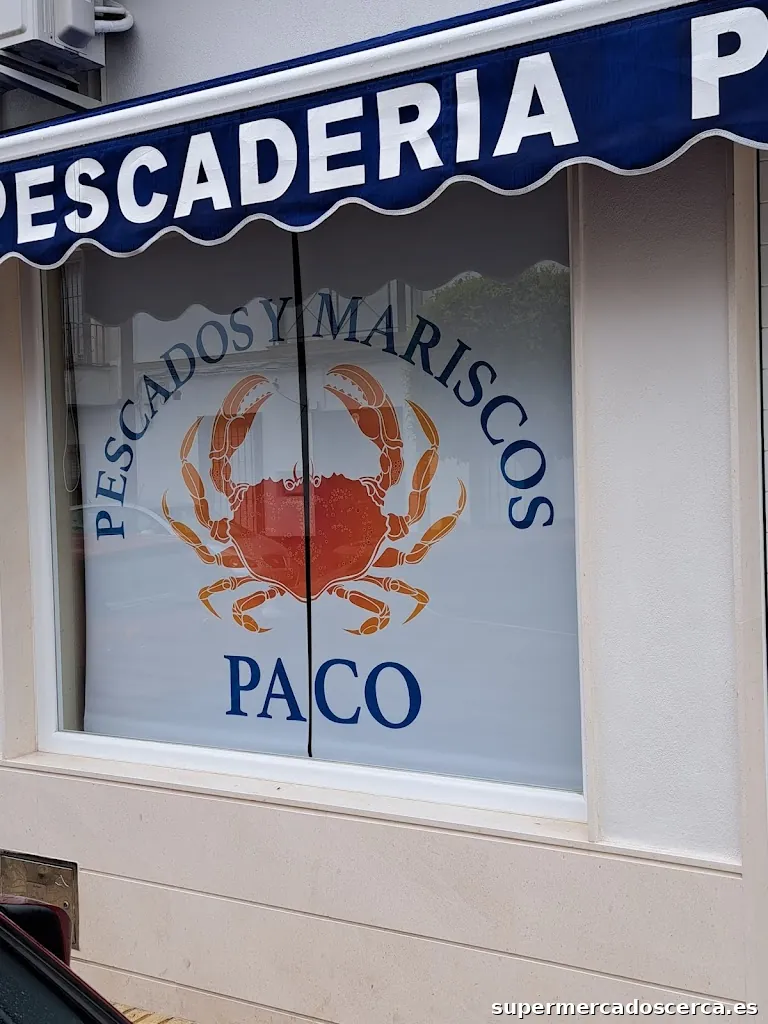 PESCADERIA P
PESCADOS Y MARISCOS
PACO
supermercadoscerca.es